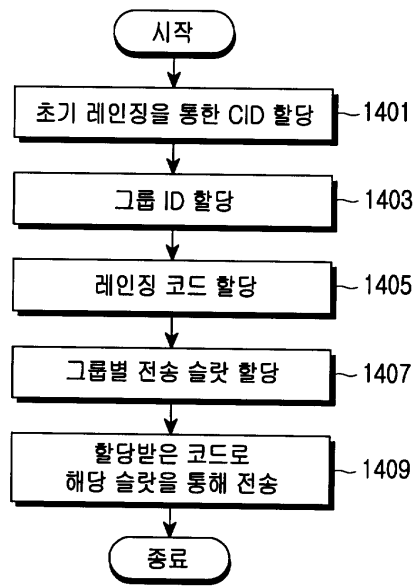 시작
초기 레인징을 통한 CID 할당
1401
그룹 ID 할당
1403
레인징 코드 할당
1405
그룹별 전송 슬랏 할당
1407
할당받은 코드로
해당 슬랏을 통해 전송
1409
종료